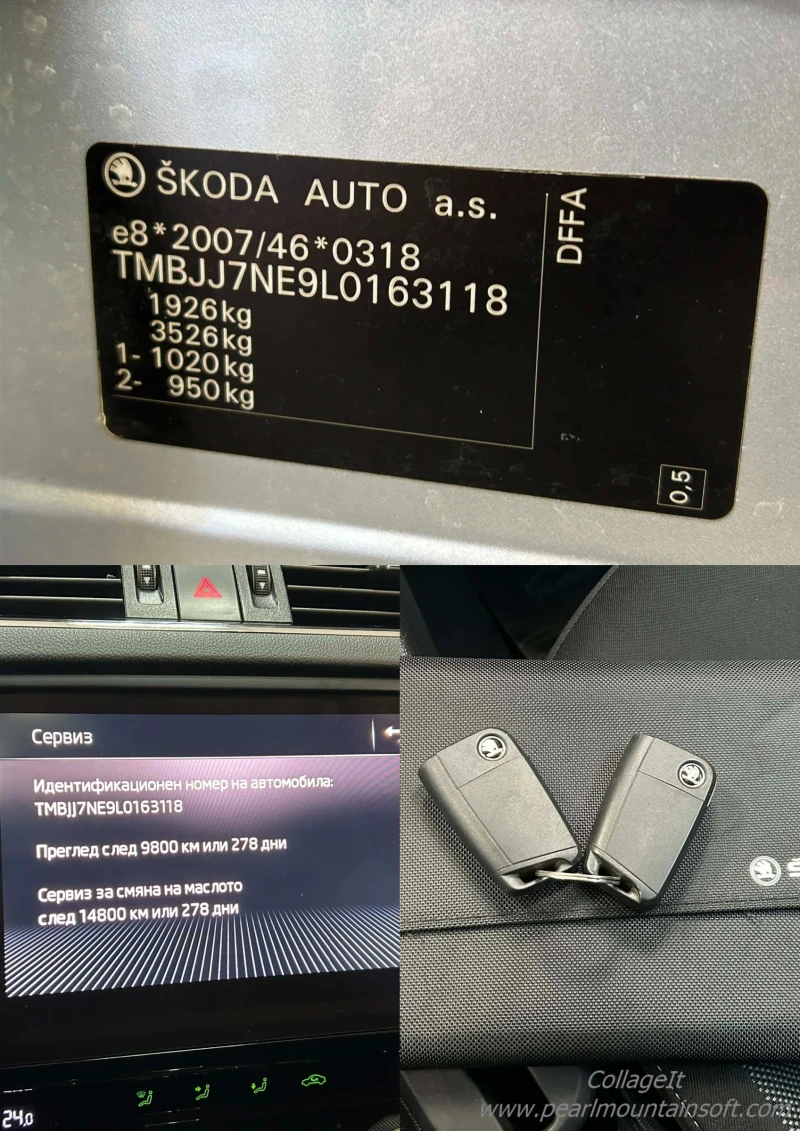 ŠKODA AUTO a.s.
e8*2007/46*0318
TMBJJ7NE9L0163118
1926kg
3526kg
1- 1020kg
2- 950kg
DFFA
0,5
Сервиз
Идентификационен номер на автомобила:
TMBJJ7NE9L0163118
Преглед след 9800 км или 278 дни
Сервиз за смяна на маслото
след 14800 км или 278 дни
24.0
S
CollageIt
www.pearlmountainsoft.com